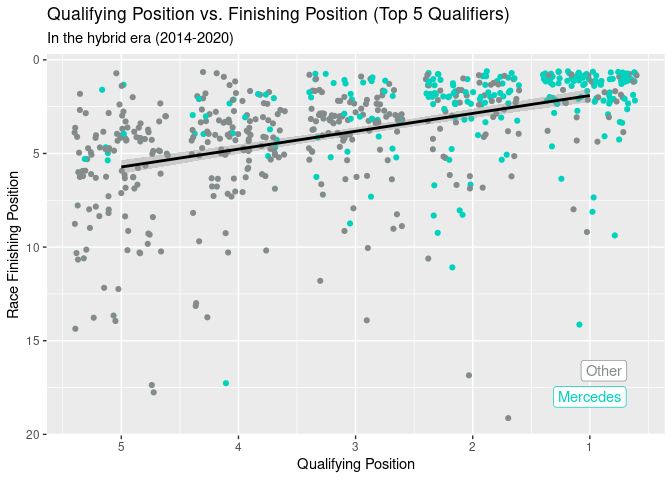 Qualifying Position vs. Finishing Position (Top 5 Qualifiers)
In the hybrid era (2014-2020)
Race Finishing Position
0
5
10
15
20
Other
Mercedes
5 4 3 2 1
Qualifying Position